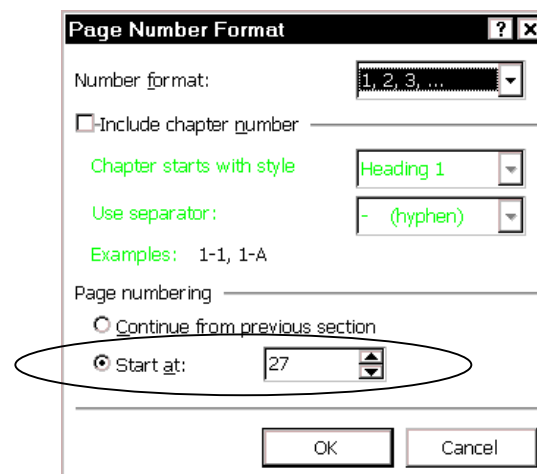 Page Number Format ? X
Number format: 1, 2, 3, ...
Include chapter number
Chapter starts with style Heading 1
Use separator: - (hyphen)
Examples: 1-1, 1-A
Page numbering
Continue from previous section
Start at: 27
OK Cancel